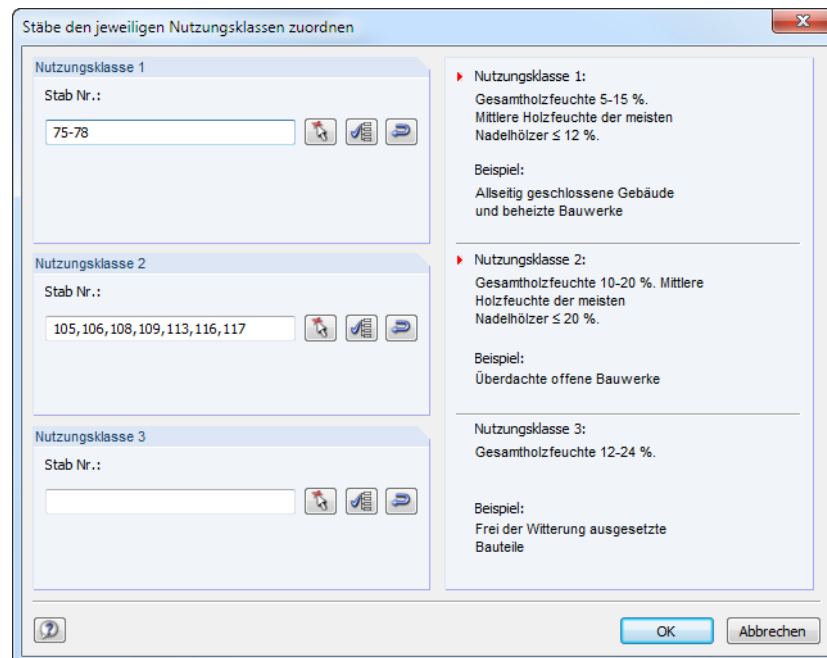 Stäbe den jeweiligen Nutzungsklassen zuordnen
Nutzungsklasse 1
Stab Nr.:
75-78
Nutzungsklasse 2
Stab Nr.:
105,106,108,109,113,116,117
Nutzungsklasse 3
Stab Nr.:
Nutzungsklasse 1:
Gesamtholzfeuchte 5-15 %.
Mittlere Holzfeuchte der meisten
Nadelhölzer ≤ 12 %.
Beispiel:
Allseitig geschlossene Gebäude
und beheizte Bauwerke
Nutzungsklasse 2:
Gesamtholzfeuchte 10-20 %. Mittlere
Holzfeuchte der meisten
Nadelhölzer ≤ 20 %.
Beispiel:
Überdachte offene Bauwerke
Nutzungsklasse 3:
Gesamtholzfeuchte 12-24 %.
Beispiel:
Frei der Witterung ausgesetzte
Bauteile
OK
Abbrechen